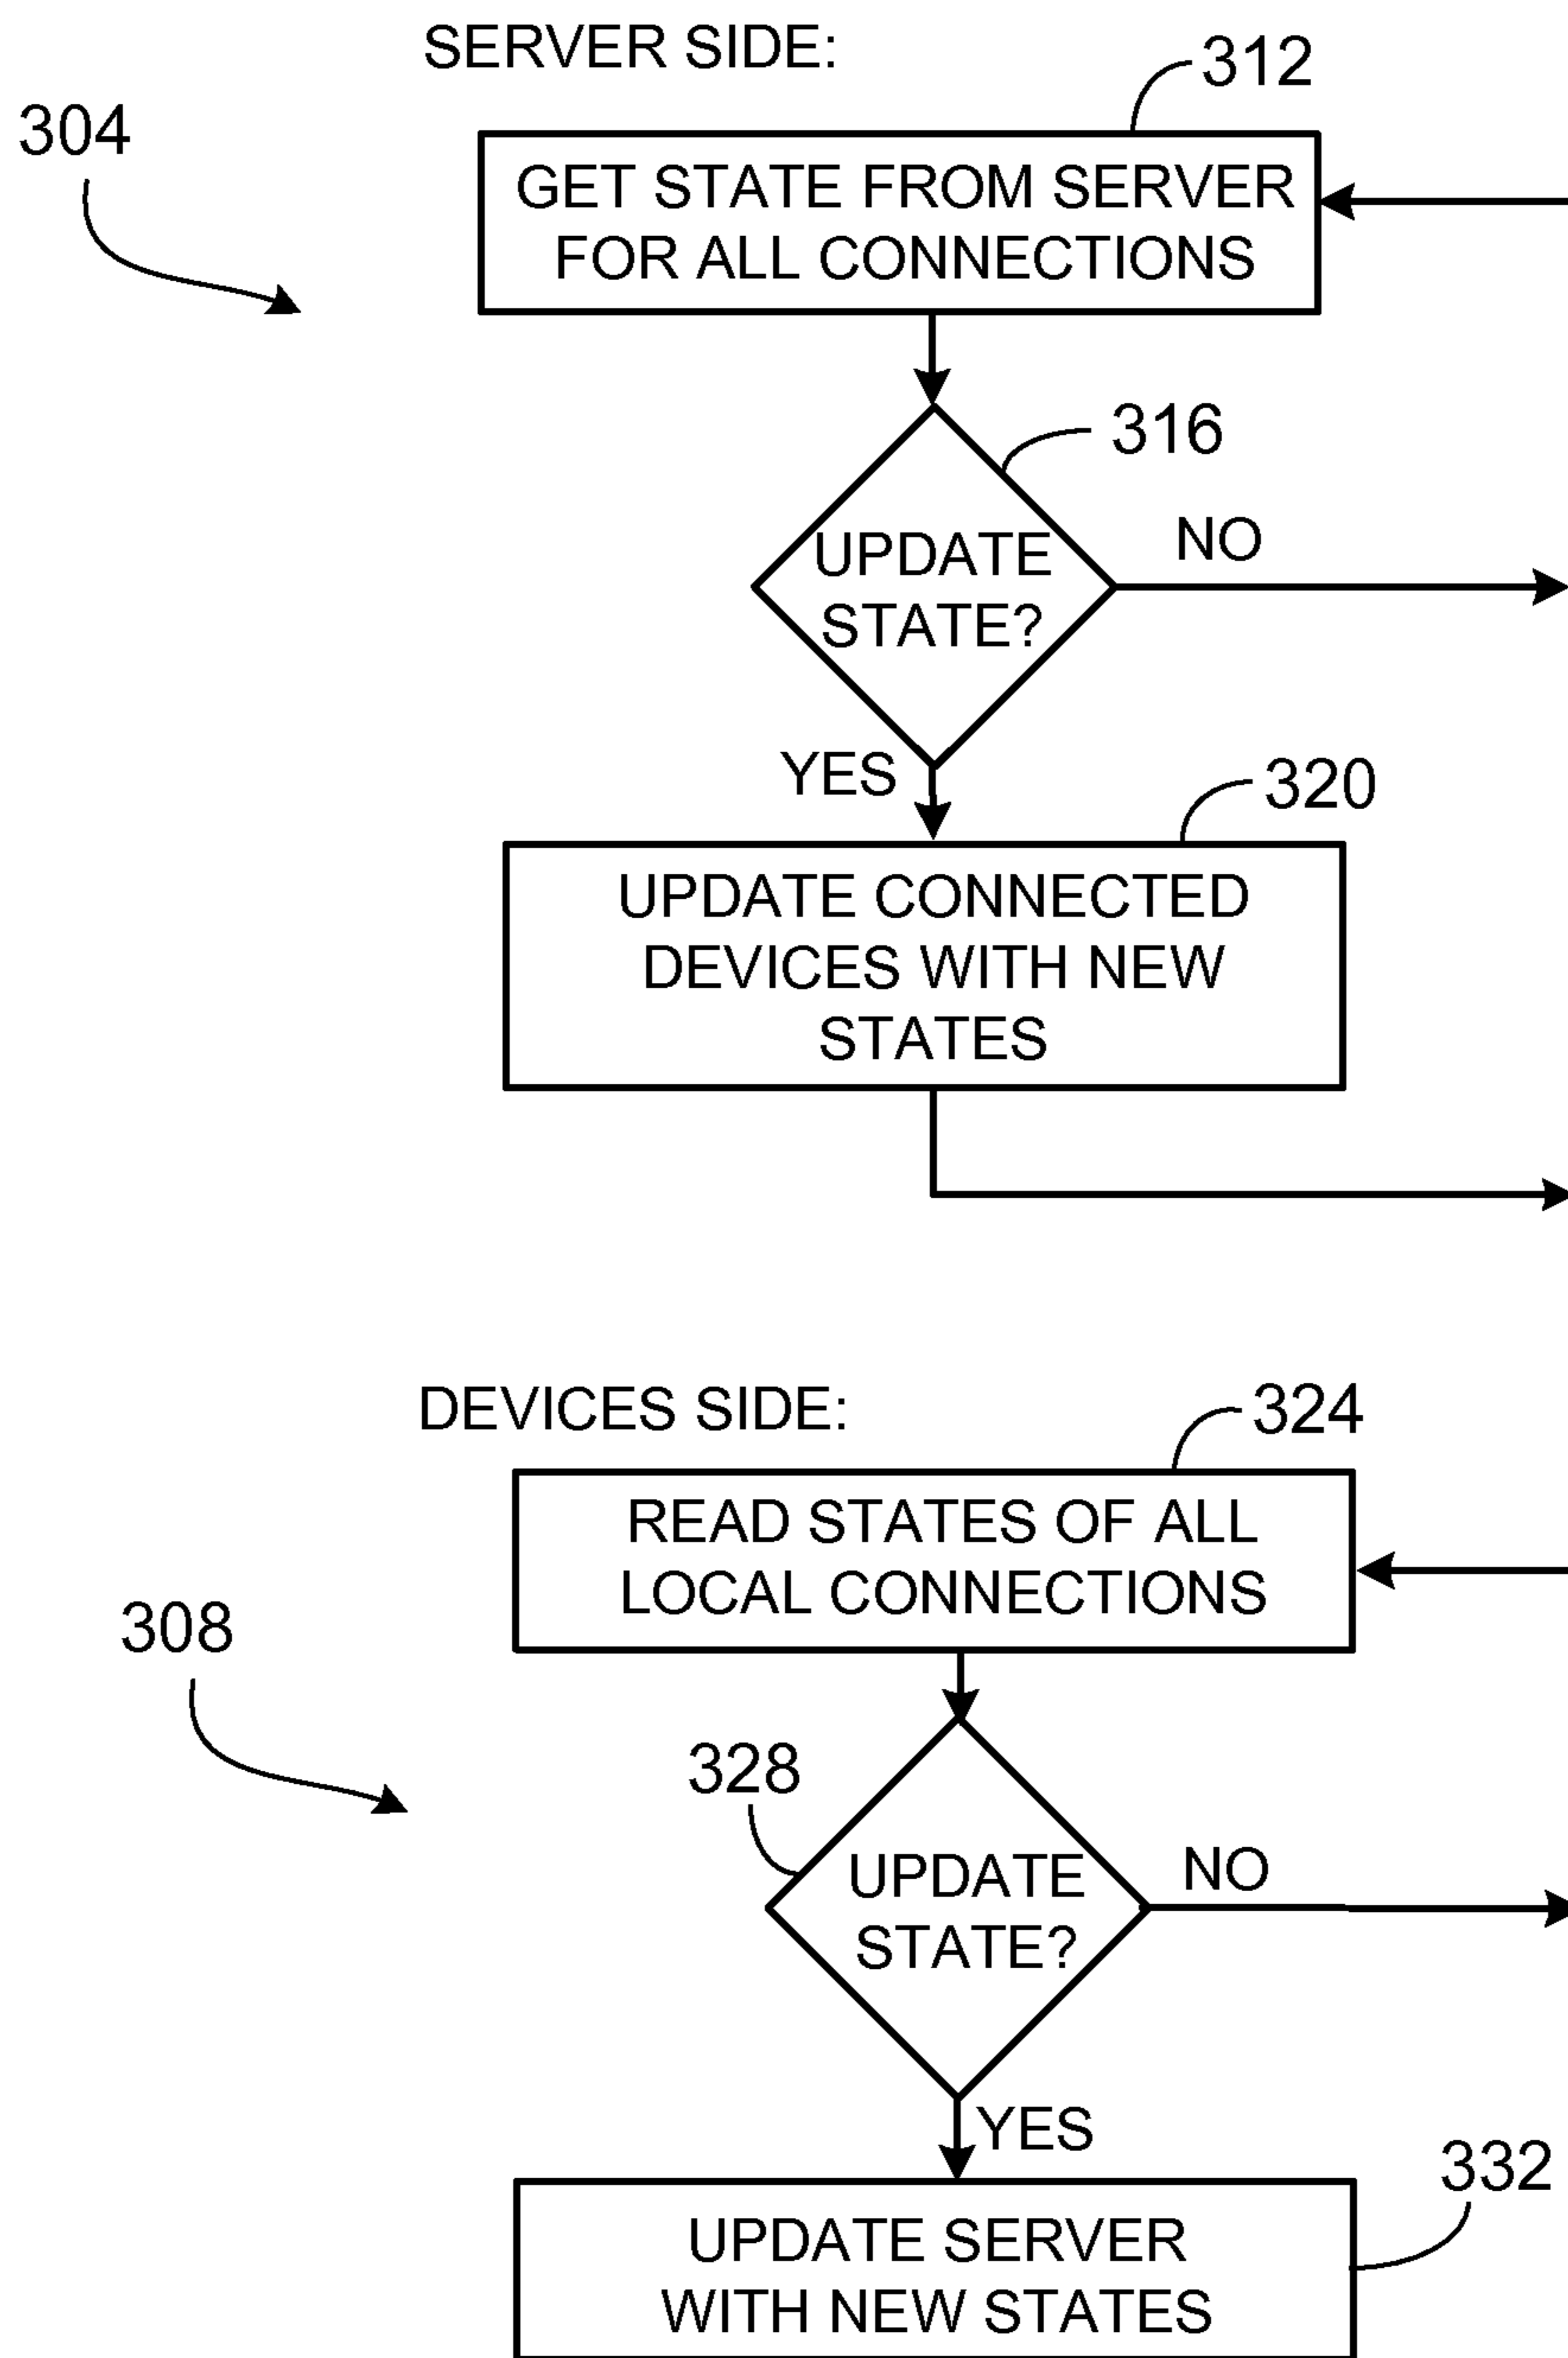 SERVER SIDE:
312
304
GET STATE FROM SERVER
FOR ALL CONNECTIONS
316
NO
UPDATE
STATE?
YES
320
UPDATE CONNECTED
DEVICES WITH NEW
STATES
DEVICES SIDE:
324
READ STATES OF ALL
LOCAL CONNECTIONS
308
328
NO
UPDATE
STATE?
YES
332
UPDATE SERVER
WITH NEW STATES